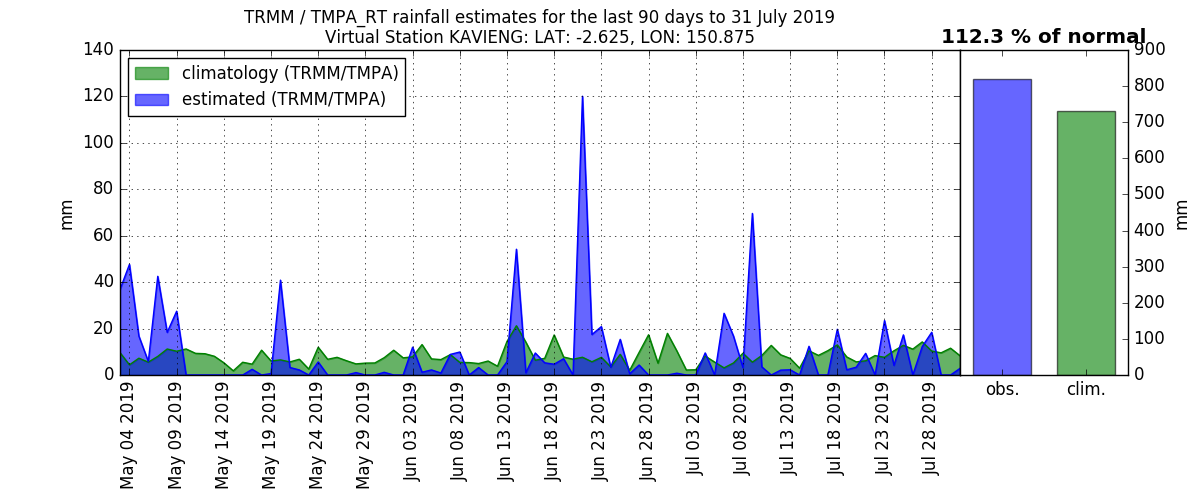 TRMM / TMPA_RT rainfall estimates for the last 90 days to 31 July 2019
Virtual Station KAVIENG: LAT: -2.625, LON: 150.875
112.3 % of normal
climatology (TRMM/TMPA)
estimated (TRMM/TMPA)
mm
140
120
100
80
60
40
20
0
May 04 2019
May 09 2019
May 14 2019
May 19 2019
May 24 2019
May 29 2019
Jun 03 2019
Jun 08 2019
Jun 13 2019
Jun 18 2019
Jun 23 2019
Jun 28 2019
Jul 03 2019
Jul 08 2019
Jul 13 2019
Jul 18 2019
Jul 23 2019
Jul 28 2019
obs.
clim.
900
800
700
600
500
400
300
200
100
0
mm